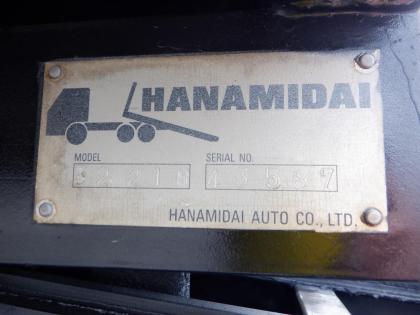 HANAMIDAI
MODEL
SERIAL NO.
HANAMIDAI AUTO CO., LTD.